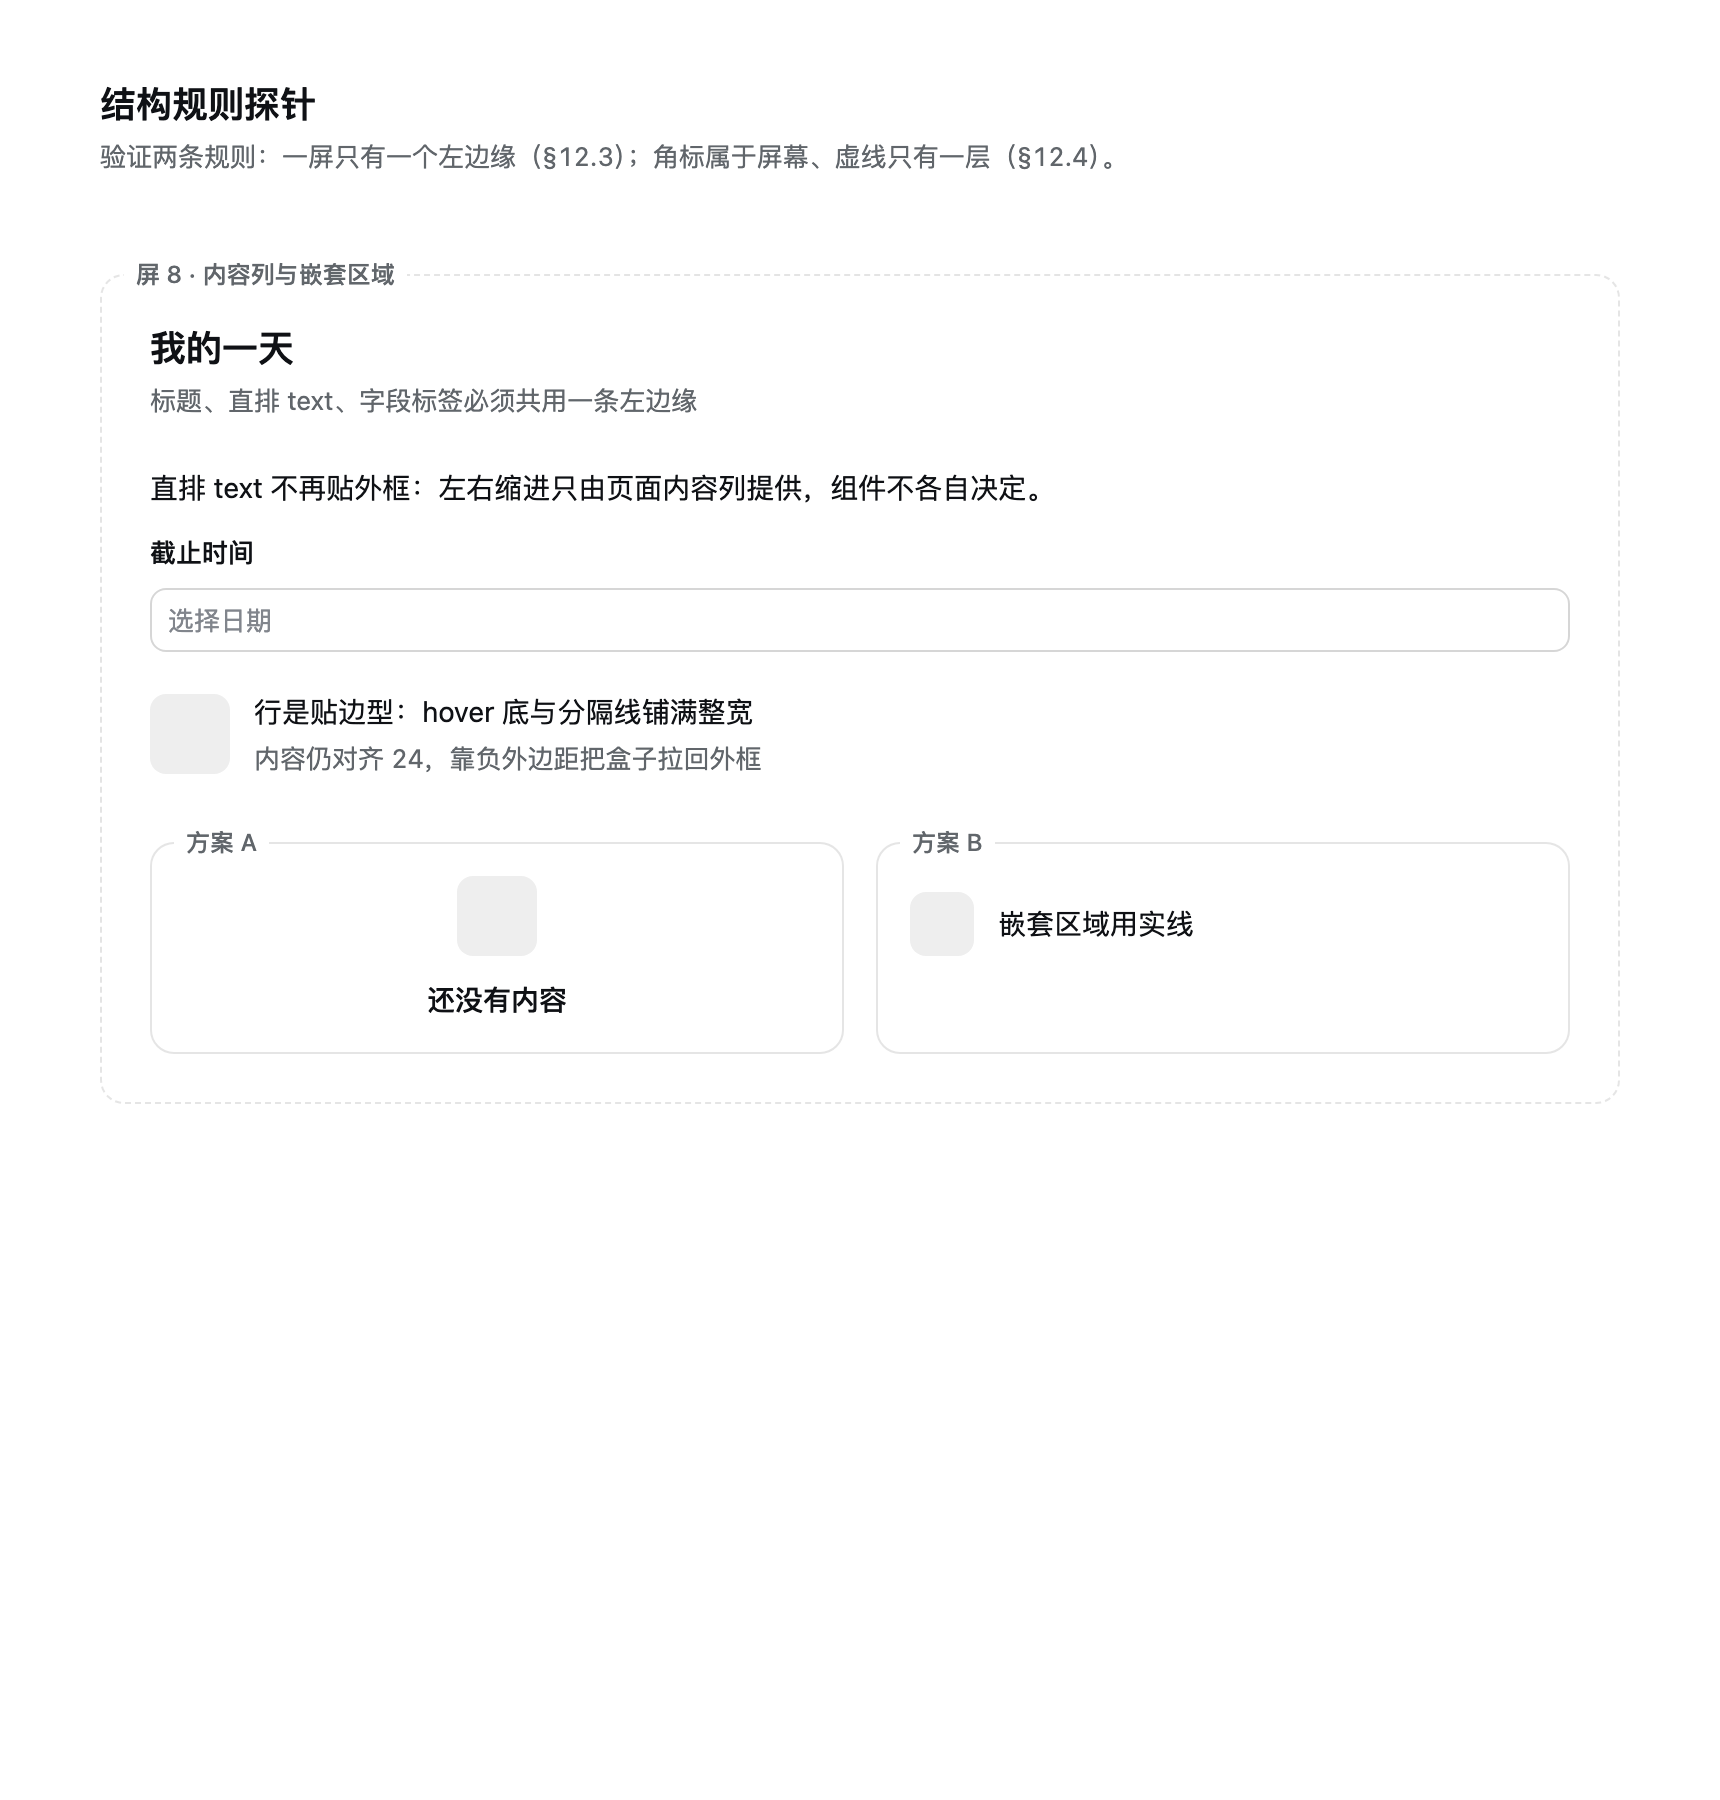 结构规则探针
验证两条规则：一屏只有一个左边缘（§12.3）；角标属于屏幕、虚线只有一层（§12.4）。
屏 8 · 内容列与嵌套区域
我的一天
标题、直排 text、字段标签必须共用一条左边缘
直排 text 不再贴外框：左右缩进只由页面内容列提供，组件不各自决定。
截止时间
选择日期
行是贴边型：hover 底与分隔线铺满整宽
内容仍对齐 24，靠负外边距把盒子拉回外框
方案 A
还没有内容
方案 B
嵌套区域用实线